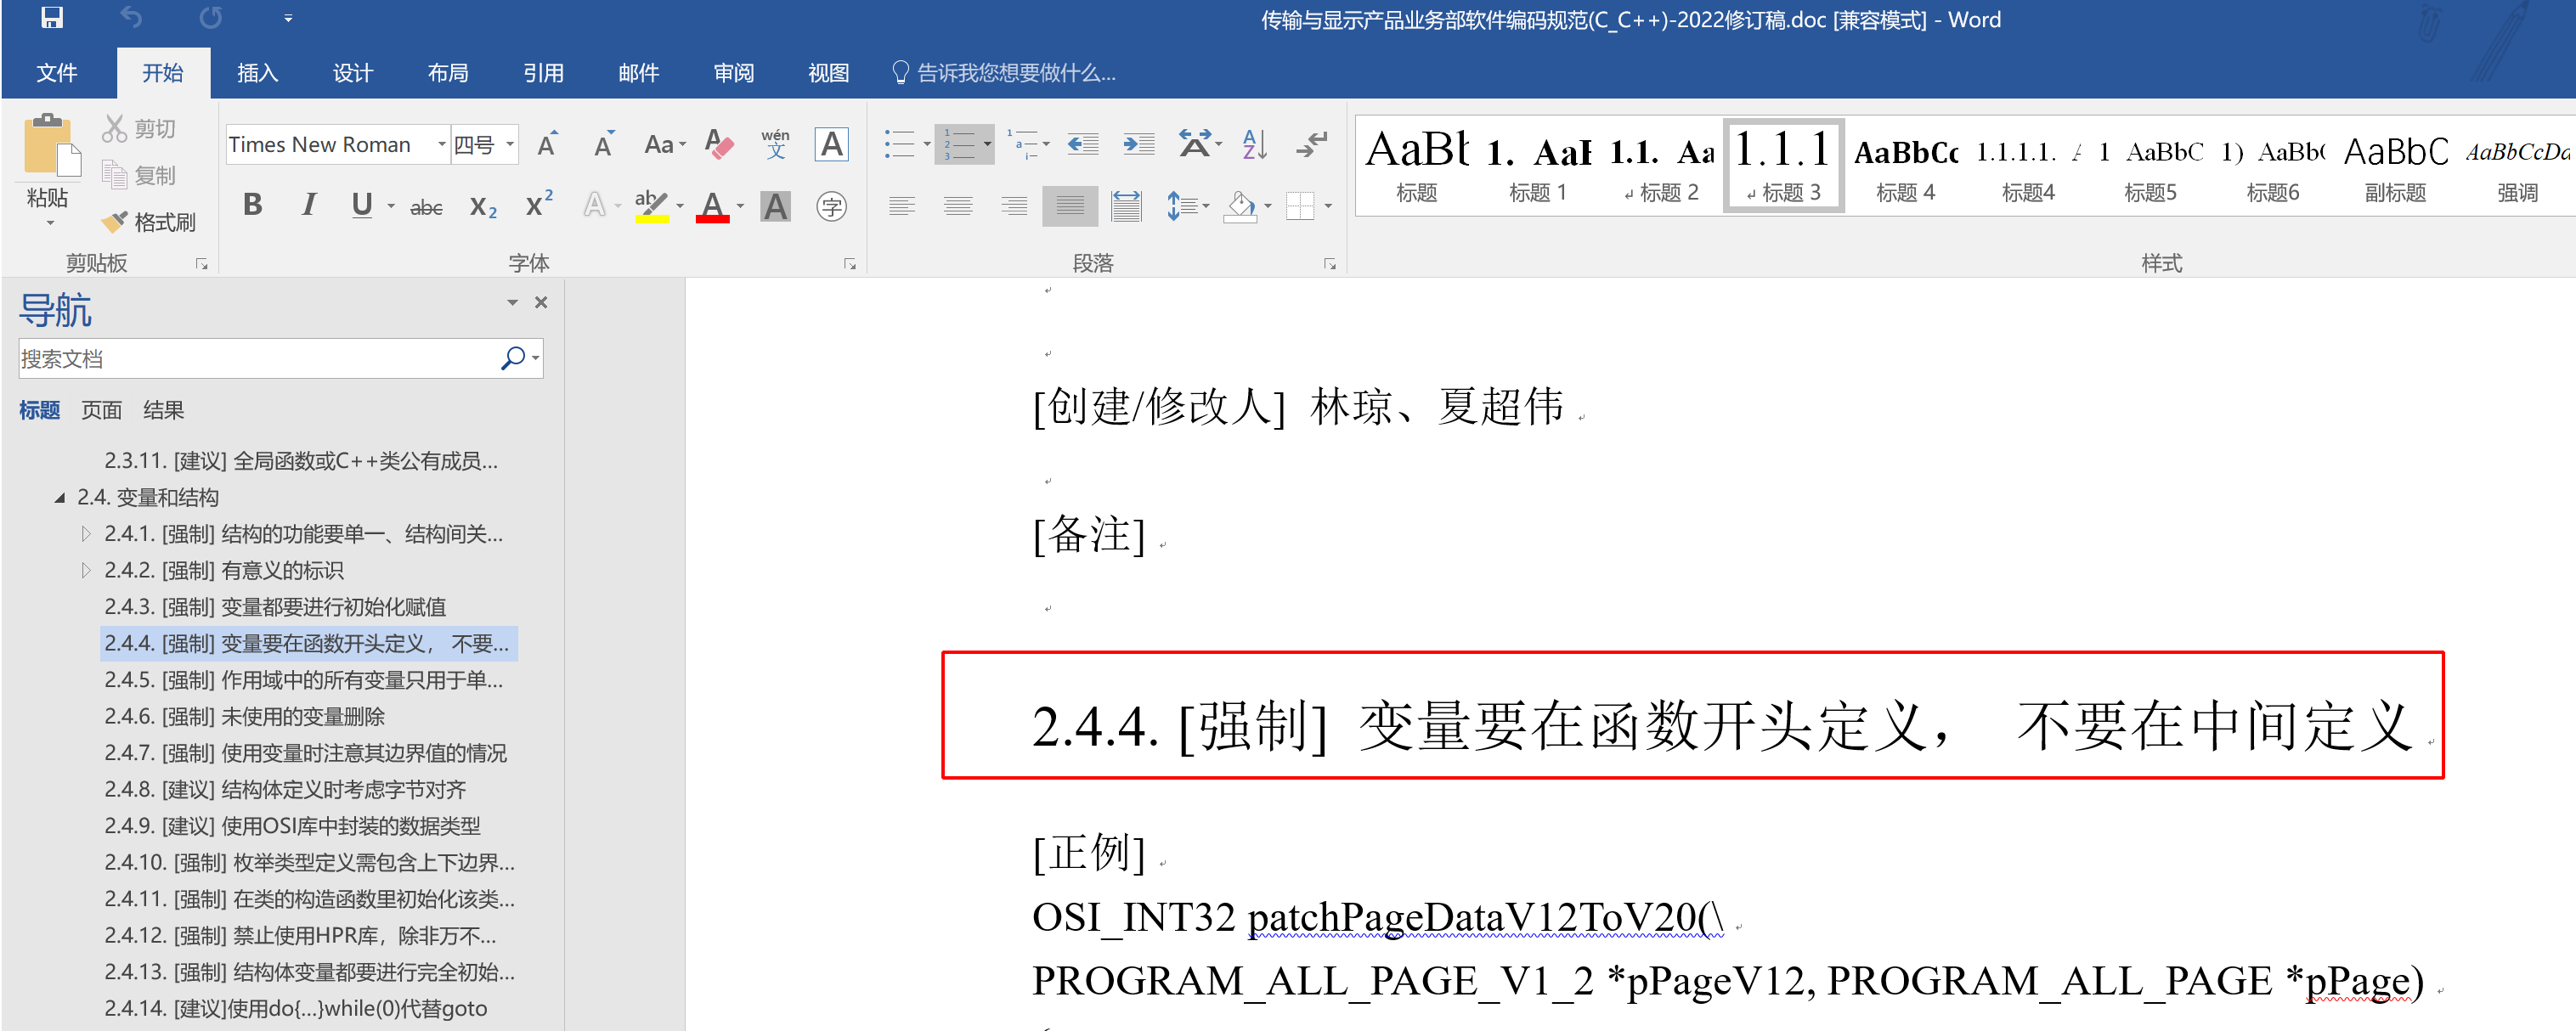 传输与显示产品业务部软件编码规范(C_C++)-2022修订稿.doc [兼容模式] - Word
文件 开始 插入 设计 布局 引用 邮件 审阅 视图 告诉我您想要做什么...
粘贴
剪切
复制
格式刷
剪贴板
Times New Roman 四号
字体
段落
AaBb 1. AaB 1.1. Aa 1.1.1 AaBbCc 1.1.1.1. 1 AaBbC 1) AaBb AaBbC AaBbCcDa
标题 标题 1 标题 2 标题 3 标题 4 标题4 标题5 标题6 副标题 强调
样式
导航
搜索文档
标题 页面 结果
2.3.11. [建议] 全局函数或C++类公有成员...
2.4. 变量和结构
2.4.1. [强制] 结构的功能要单一、结构间关...
2.4.2. [强制] 有意义的标识
2.4.3. [强制] 变量都要进行初始化赋值
2.4.4. [强制] 变量要在函数开头定义， 不要...
2.4.5. [强制] 作用域中的所有变量只用于单...
2.4.6. [强制] 未使用的变量删除
2.4.7. [强制] 使用变量时注意其边界值的情况
2.4.8. [建议] 结构体定义时考虑字节对齐
2.4.9. [建议] 使用OSI库中封装的数据类型
2.4.10. [强制] 枚举类型定义需包含上下边界...
2.4.11. [强制] 在类的构造函数里初始化该类...
2.4.12. [强制] 禁止使用HPR库，除非万不...
2.4.13. [强制] 结构体变量都要进行完全初始...
2.4.14. [建议]使用do{...}while(0)代替goto
[创建/修改人] 林琼、夏超伟
[备注]
2.4.4. [强制] 变量要在函数开头定义， 不要在中间定义
[正例]
OSI_INT32 patchPageDataV12ToV20(\
PROGRAM_ALL_PAGE_V1_2 *pPageV12, PROGRAM_ALL_PAGE *pPage)